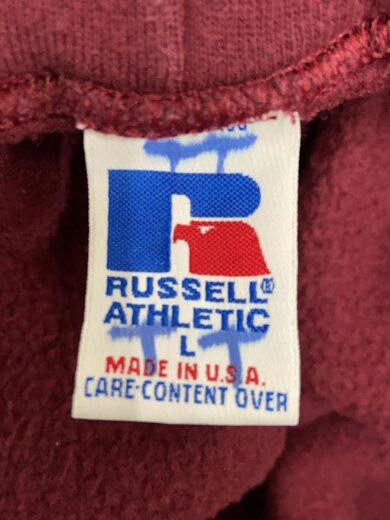 RUSSELL®
ATHLETIC
L
MADE IN U.S.A.
CARE-CONTENT OVER